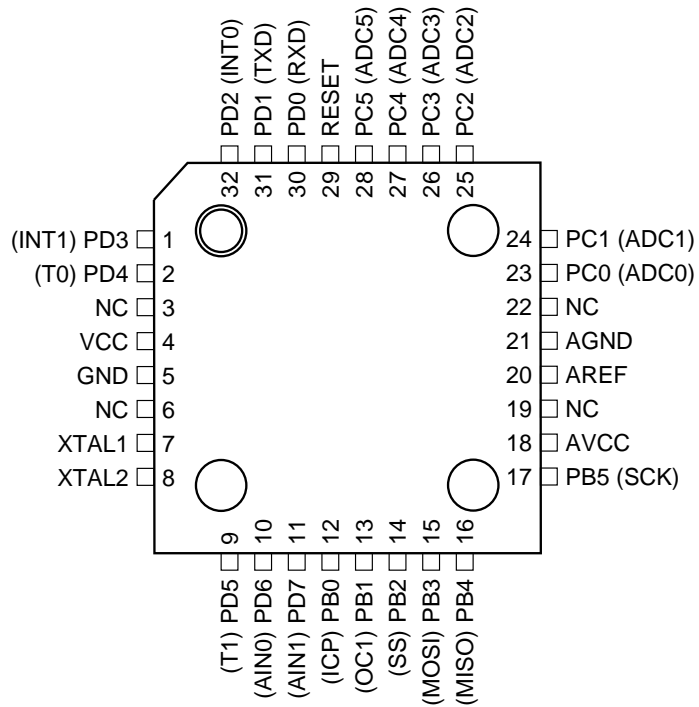 PD2 (INT0)
PD1 (TXD)
PD0 (RXD)
RESET
PC5 (ADC5)
PC4 (ADC4)
PC3 (ADC3)
PC2 (ADC2)
32
31
30
29
28
27
26
25
(INT1) PD3 1
(T0) PD4 2
NC 3
VCC 4
GND 5
NC 6
XTAL1 7
XTAL2 8
24 PC1 (ADC1)
23 PC0 (ADC0)
22 NC
21 AGND
20 AREF
19 NC
18 AVCC
17 PB5 (SCK)
9
10
11
12
13
14
15
16
(T1) PD5
(AIN0) PD6
(AIN1) PD7
(ICP) PB0
(OC1) PB1
(SS) PB2
(MOSI) PB3
(MISO) PB4